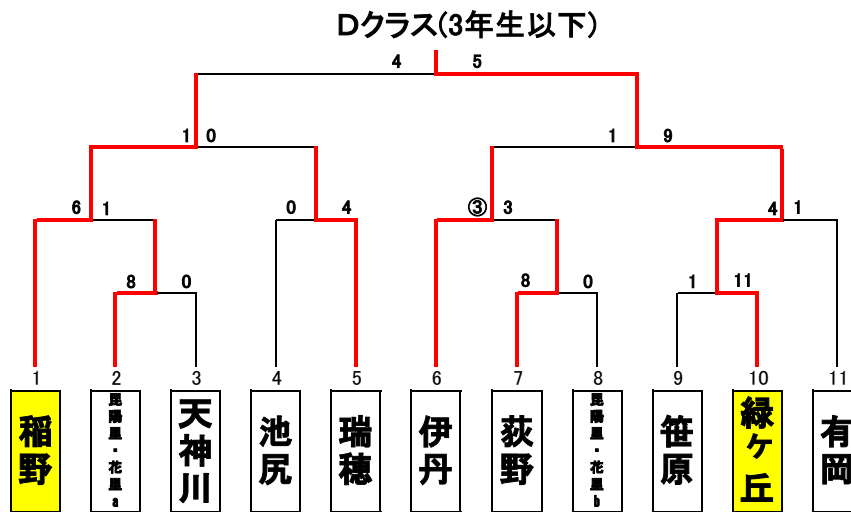 Dクラス(3年生以下)
4 5
1 0 1 9
6 1 0 4 ③ 3 4 1
8 0 8 0 1 11
1 2 3 4 5 6 7 8 9 10 11
稲野
昆陽里・花里a
天神川
池尻
瑞穂
伊丹
荻野
昆陽里・花里b
笹原
緑ヶ丘
有岡